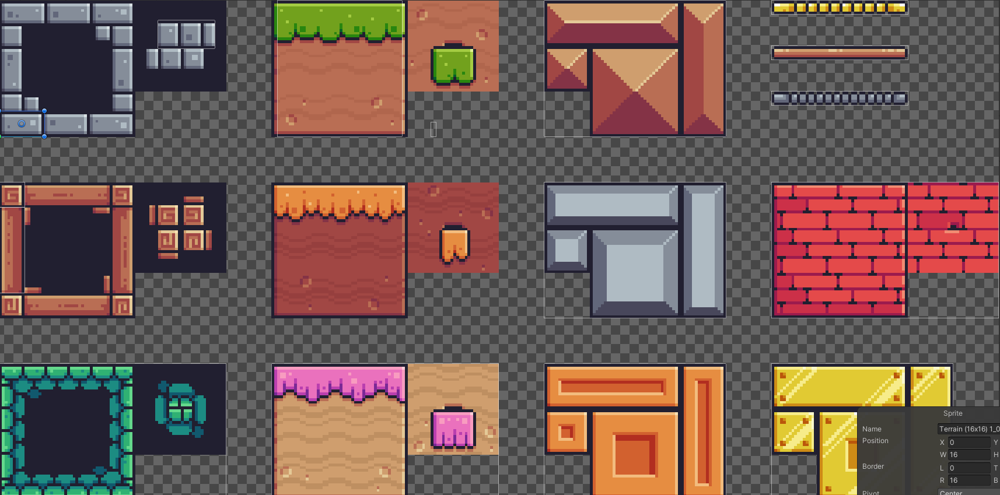 Sprite
Name Terrain (16x16) 1_0
Position X 0 Y
W 16 H
Border L 0 T
R 16 B
Pivot Center